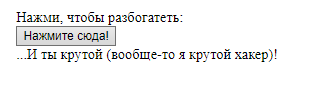 Нажми, чтобы разбогатеть:
Нажмите сюда!
...И ты крутой (вообще-то я крутой хакер)!